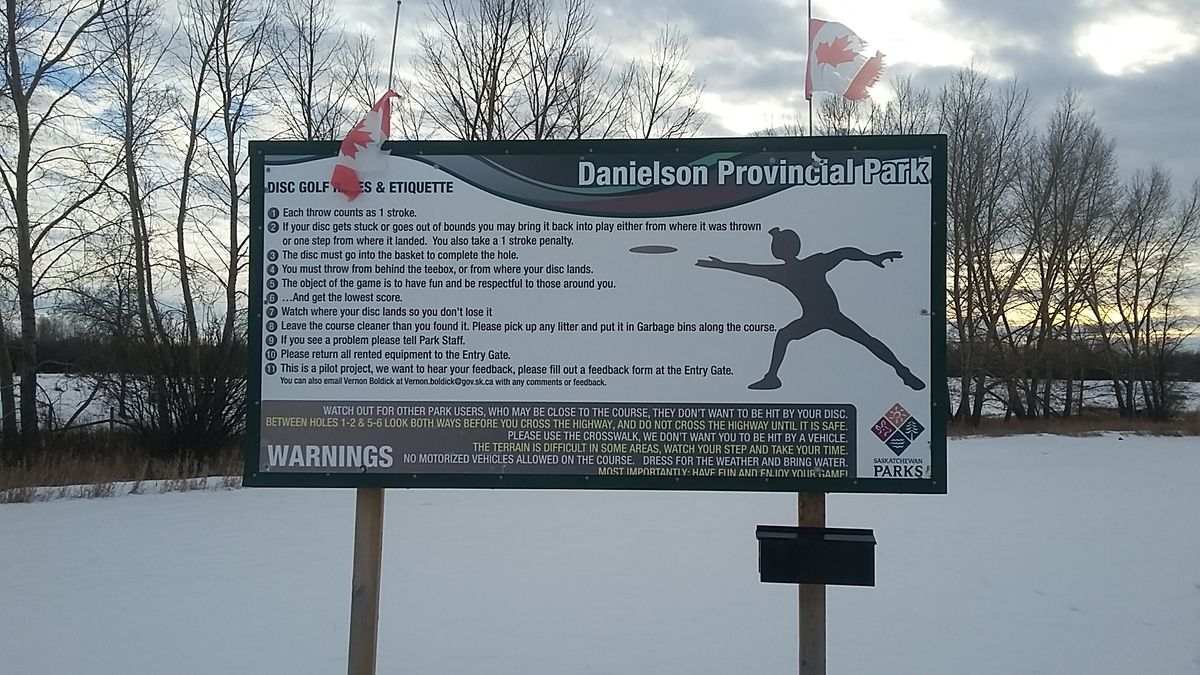 Danielson Provincial Park
DISC GOLF & ETIQUETTE
1 Each throw counts as 1 stroke.
2 If your disc gets stuck or goes out of bounds you may bring it back into play either from where it was thrown
or one step from where it landed. You also take a 1 stroke penalty.
3 The disc must go into the basket to complete the hole.
4 You must throw from behind the teebox, or from where your disc lands.
5 The object of the game is to have fun and be respectful to those around you.
6 ...And get the lowest score.
7 Watch where your disc lands so you don't lose it
8 Leave the course cleaner than you found it. Please pick up any litter and put it in Garbage bins along the course.
9 If you see a problem please tell Park Staff.
10 Please return all rented equipment to the Entry Gate.
11 This is a pilot project, we want to hear your feedback, please fill out a feedback form at the Entry Gate.
You can also email Vernon Boldick at Vernon.boldick@gov.sk.ca with any comments or feedback.
WARNINGS
WATCH OUT FOR OTHER PARK USERS, WHO MAY BE CLOSE TO THE COURSE, THEY DON'T WANT TO BE HIT BY YOUR DISC.
BETWEEN HOLES 1-2 & 5-6 LOOK BOTH WAYS BEFORE YOU CROSS THE HIGHWAY, AND DO NOT CROSS THE HIGHWAY UNTIL IT IS SAFE.
PLEASE USE THE CROSSWALK, WE DON'T WANT YOU TO BE HIT BY A VEHICLE.
THE TERRAIN IS DIFFICULT IN SOME AREAS, WATCH YOUR STEP AND TAKE YOUR TIME.
NO MOTORIZED VEHICLES ALLOWED ON THE COURSE. DRESS FOR THE WEATHER AND BRING WATER.
MOST IMPORTANTLY: HAVE FUN AND ENJOY YOUR GAME!
SASKATCHEWAN
PARKS